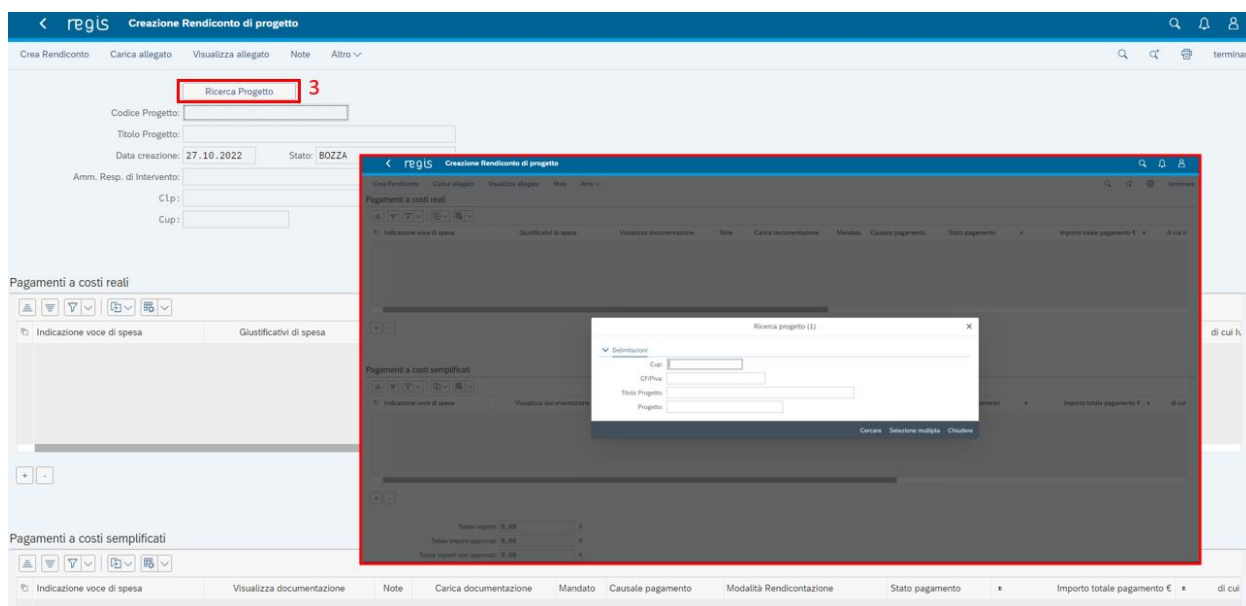 regis Creazione Rendiconto di progetto
Crea Rendiconto Carica allegato Visualizza allegato Note Altro
Ricerca Progetto 3
Codice Progetto:
Titolo Progetto:
Data creazione: 27.10.2022 Stato: BOZZA
Amm. Resp. di Intervento:
Clp:
Cup:
Pagamenti a costi reali
Indicazione voce di spesa Giustificativi di spesa
Pagamenti a costi semplificati
Indicazione voce di spesa Visualizza documentazione Note Carica documentazione Mandato Causale pagamento Modalità Rendicontazione Stato pagamento Importo totale pagamento € di cui
regis Creazione Rendiconto di progetto
Crea Rendiconto Carica allegato Visualizza allegato Note Altro terminare
Pagamenti a costi reali
Indicazione voce di spesa Giustificativi di spesa Visualizza documentazione Note Carica documentazione Mandato Causale pagamento Stato pagamento Importo totale pagamento € di cui
Ricerca progetto (1)
Delimitazioni
Cup:
CF/Piva:
Titolo Progetto:
Progetto:
Cercare Selezione multipla Chiudere
Pagamenti a costi semplificati
Indicazione voce di spesa Visualizza documentazione Importo totale pagamento € di cui
Totale importi: 0,00 €
Totale importi approvati: 0,00 €
Totale importi non approvati: 0,00 €